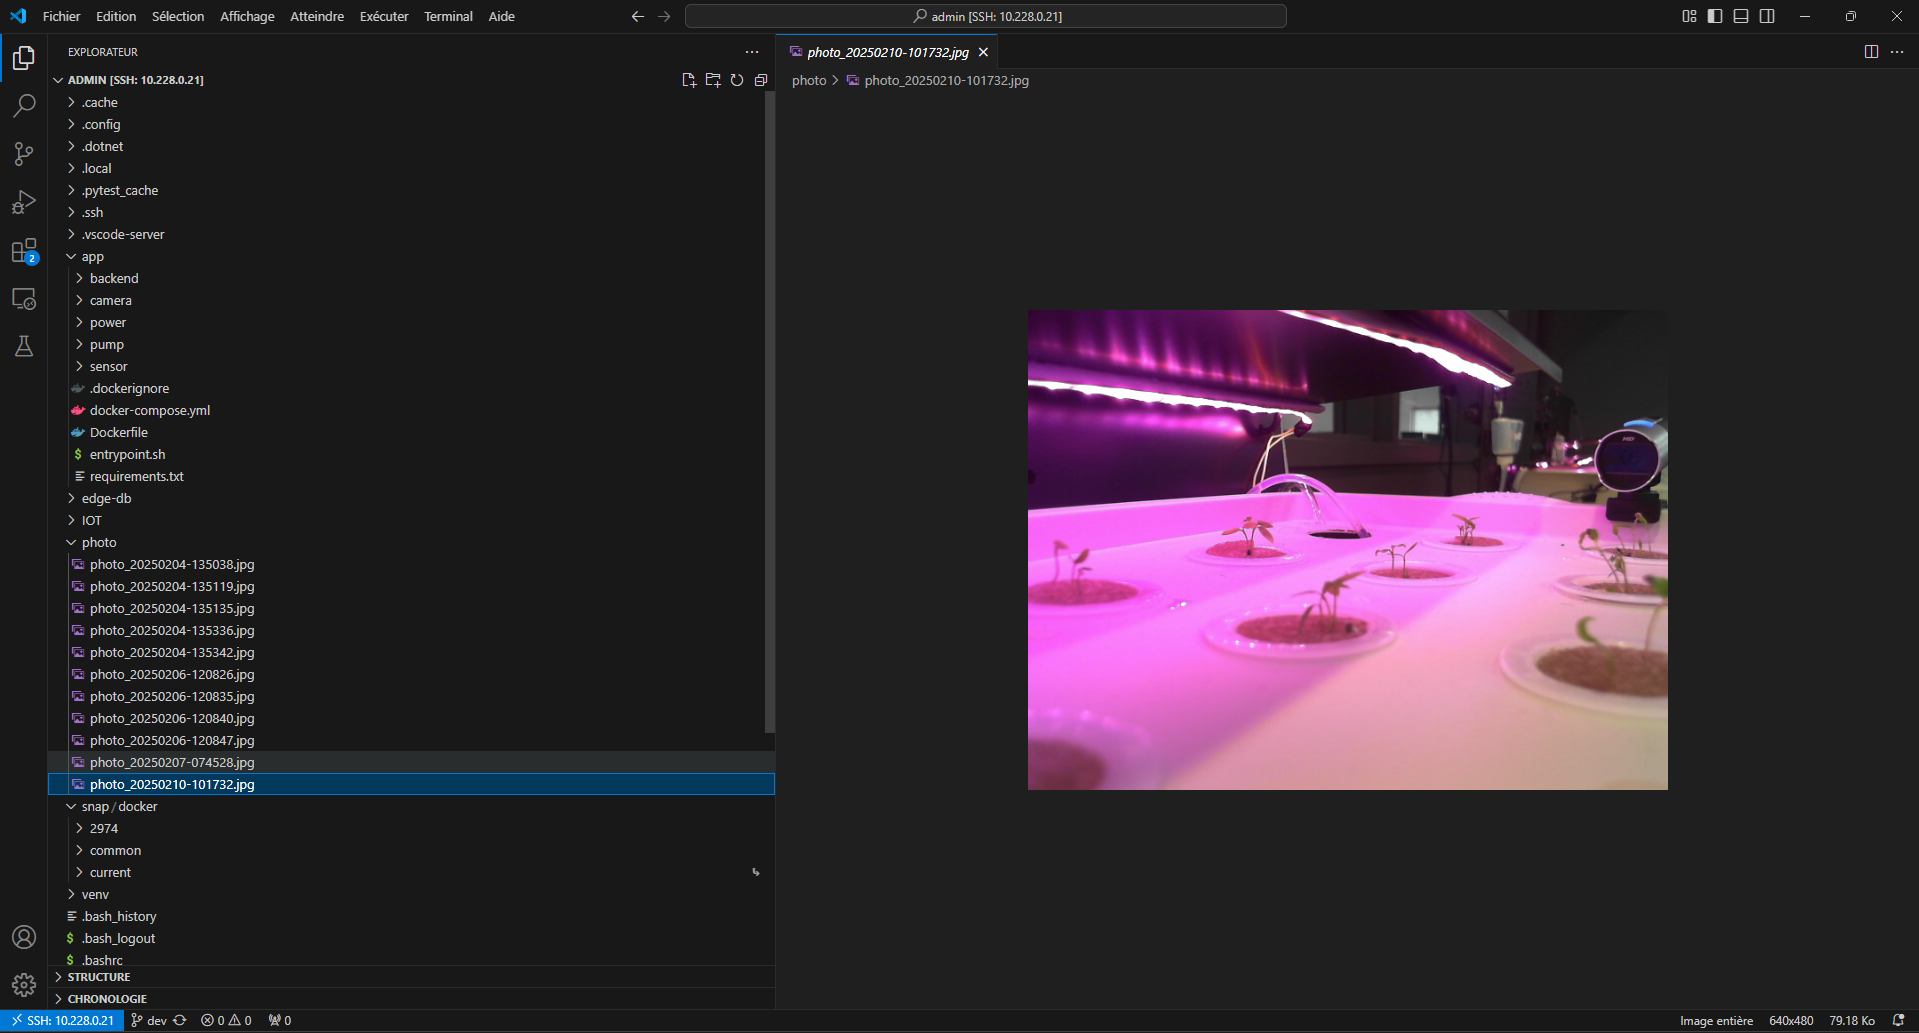 Fichier Edition Sélection Affichage Atteindre Exécuter Terminal Aide
admin [SSH: 10.228.0.21]
EXPLORATEUR
ADMIN [SSH: 10.228.0.21]
.cache
.config
.dotnet
.local
.pytest_cache
.ssh
.vscode-server
app
backend
camera
power
pump
sensor
.dockerignore
docker-compose.yml
Dockerfile
$ entrypoint.sh
requirements.txt
edge-db
IOT
photo
photo_20250204-135038.jpg
photo_20250204-135119.jpg
photo_20250204-135135.jpg
photo_20250204-135336.jpg
photo_20250204-135342.jpg
photo_20250206-120826.jpg
photo_20250206-120835.jpg
photo_20250206-120840.jpg
photo_20250206-120847.jpg
photo_20250207-074528.jpg
photo_20250210-101732.jpg
snap / docker
2974
common
current
venv
.bash_history
$ .bash_logout
$ .bashrc
STRUCTURE
CHRONOLOGIE
2
photo_20250210-101732.jpg
photo > photo_20250210-101732.jpg
SSH: 10.228.0.21 dev 0 0 0
Image entière 640x480 79.18 Ko